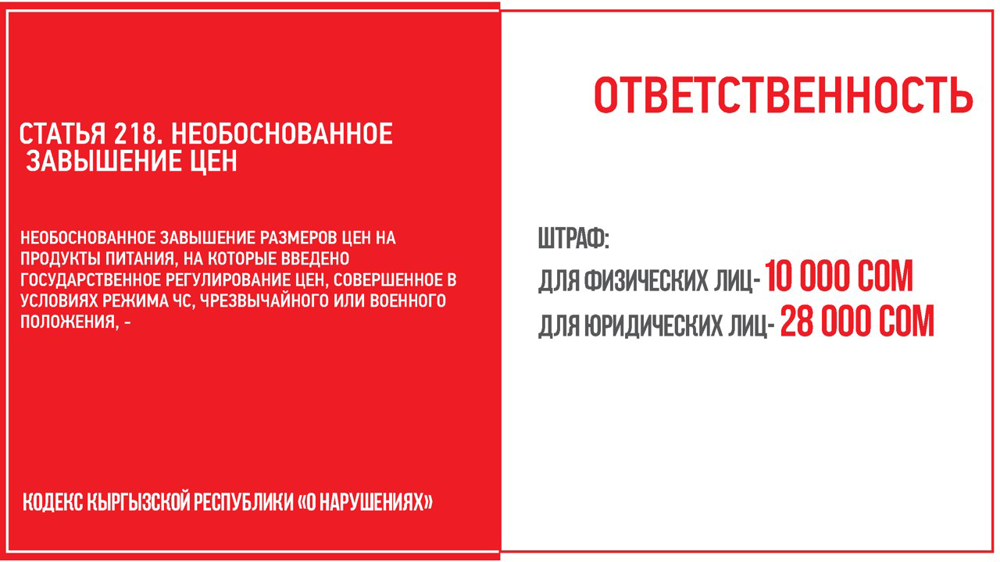 СТАТЬЯ 218. НЕОБОСНОВАННОЕ
ЗАВЫШЕНИЕ ЦЕН
НЕОБОСНОВАННОЕ ЗАВЫШЕНИЕ РАЗМЕРОВ ЦЕН НА
ПРОДУКТЫ ПИТАНИЯ, НА КОТОРЫЕ ВВЕДЕНО
ГОСУДАРСТВЕННОЕ РЕГУЛИРОВАНИЕ ЦЕН, СОВЕРШЕННОЕ В
УСЛОВИЯХ РЕЖИМА ЧС, ЧРЕЗВЫЧАЙНОГО ИЛИ ВОЕННОГО
ПОЛОЖЕНИЯ, -
КОДЕКС КЫРГЫЗСКОЙ РЕСПУБЛИКИ «О НАРУШЕНИЯХ»
ОТВЕТСТВЕННОСТЬ
ШТРАФ:
ДЛЯ ФИЗИЧЕСКИХ ЛИЦ- 10 000 СОМ
ДЛЯ ЮРИДИЧЕСКИХ ЛИЦ- 28 000 СОМ